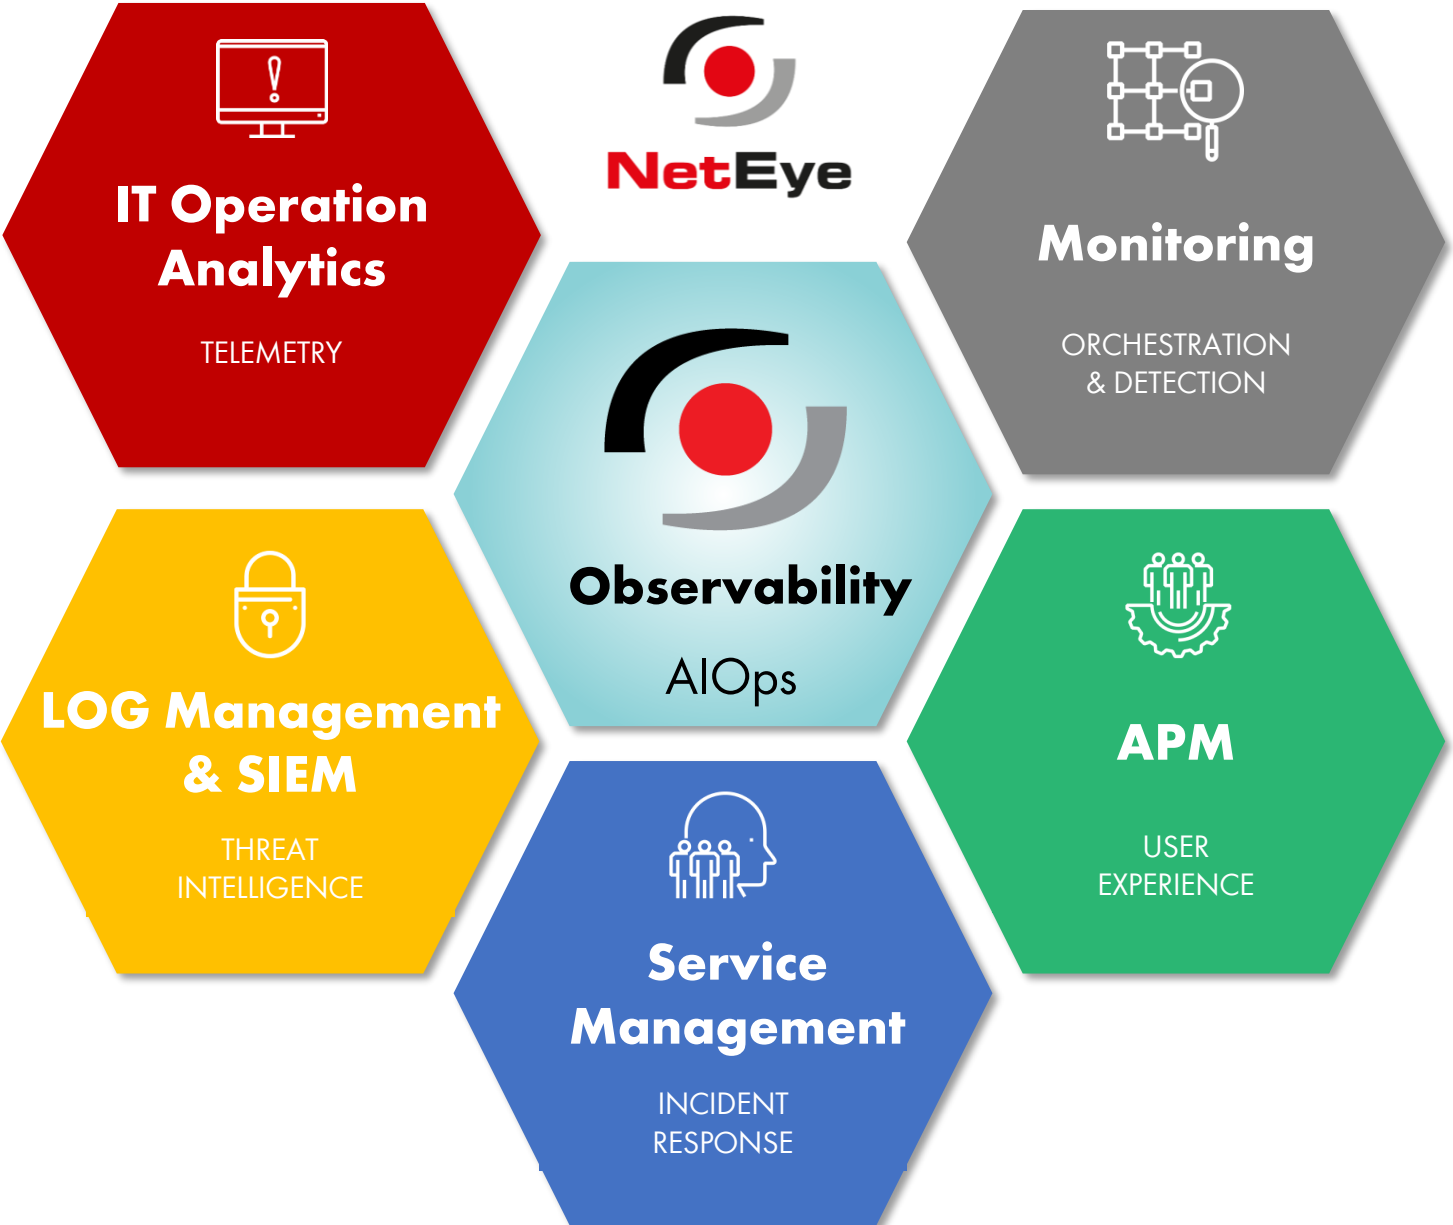 NetEye
IT Operation
Analytics
TELEMETRY
Monitoring
ORCHESTRATION
& DETECTION
Observability
AIOps
LOG Management
& SIEM
THREAT
INTELLIGENCE
APM
USER
EXPERIENCE
Service
Management
INCIDENT
RESPONSE